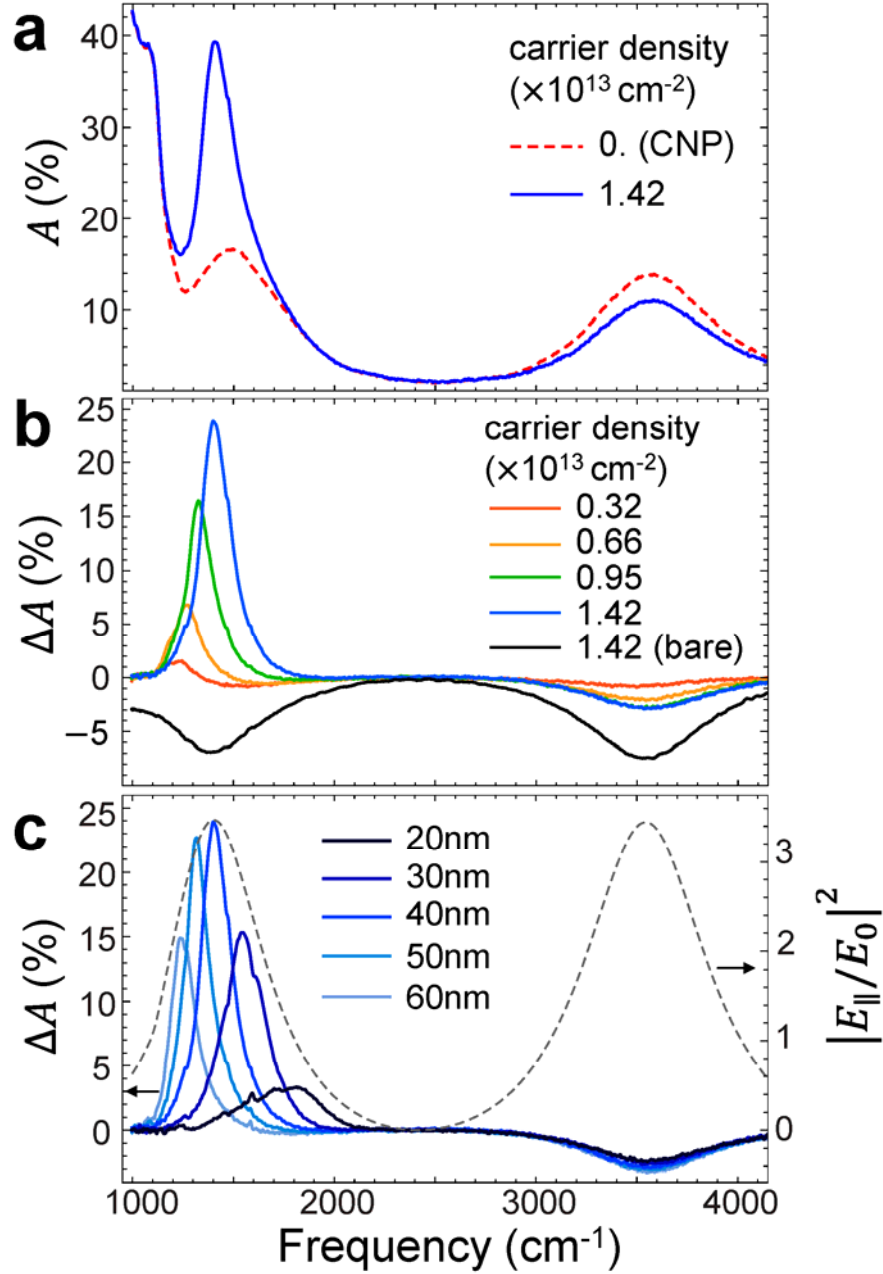 a
40
30
20
10
A (%)
carrier density
(×10¹³ cm⁻²)
0. (CNP)
1.42
b
25
20
15
10
5
0
−5
ΔA (%)
carrier density
(×10¹³ cm⁻²)
0.32
0.66
0.95
1.42
1.42 (bare)
c
25
20
15
10
5
0
ΔA (%)
20nm
30nm
40nm
50nm
60nm
3
2
1
0
|E∥/E₀|²
1000 2000 3000 4000
Frequency (cm⁻¹)